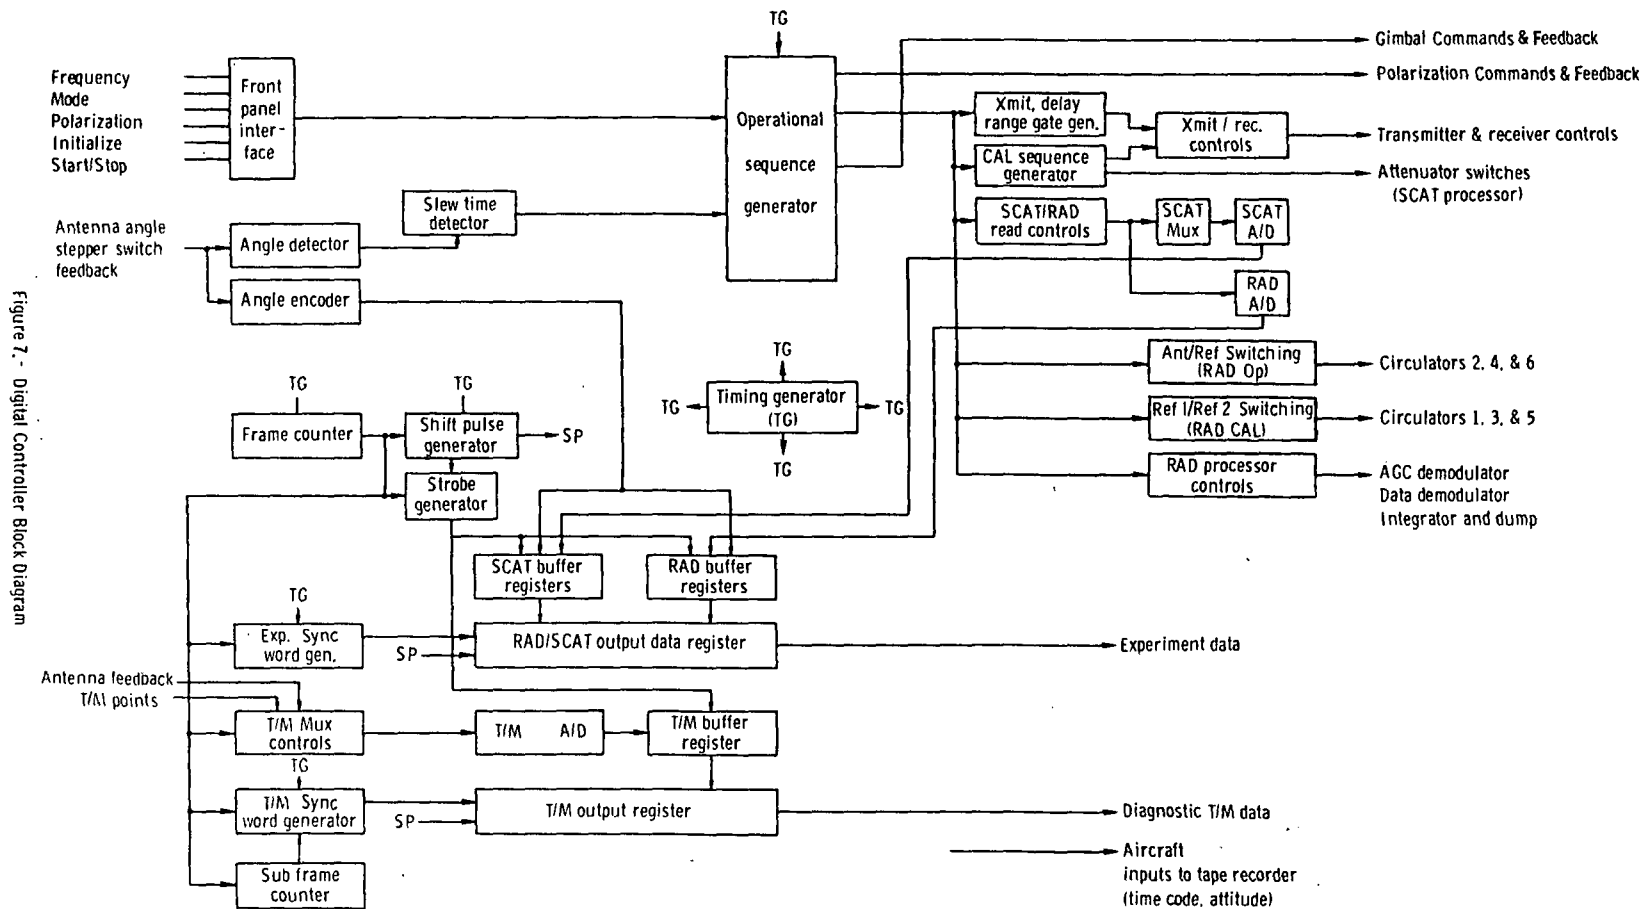 TG
Gimbal Commands & Feedback
Polarization Commands & Feedback
Frequency
Mode
Polarization
Initialize
Start/Stop
Front
panel
inter-
face
Operational
sequence
generator
Xmit, delay
range gate gen.
Xmit / rec.
controls
Transmitter & receiver controls
CAL sequence
generator
Attenuator switches
(SCAT processor)
Slew time
detector
SCAT/RAD
read controls
SCAT
Mux
SCAT
A/D
Antenna angle
stepper switch
feedback
Angle detector
Angle encoder
RAD
A/D
TG
TG
Timing generator
(TG)
TG
TG
Ant/Ref Switching
(RAD Op)
Circulators 2, 4, & 6
Ref 1/Ref 2 Switching
(RAD CAL)
Circulators 1, 3, & 5
RAD processor
controls
AGC demodulator
Data demodulator
Integrator and dump
TG
TG
Frame counter
Shift pulse
generator
SP
Strobe
generator
SCAT buffer
registers
RAD buffer
registers
TG
Exp. Sync
word gen.
SP
RAD/SCAT output data register
Experiment data
Antenna feedback
T/M points
T/M Mux
controls
T/M A/D
T/M buffer
register
TG
T/M Sync
word generator
SP
T/M output register
Diagnostic T/M data
Sub frame
counter
Aircraft
inputs to tape recorder
(time code, attitude)
Figure 7.- Digital Controller Block Diagram